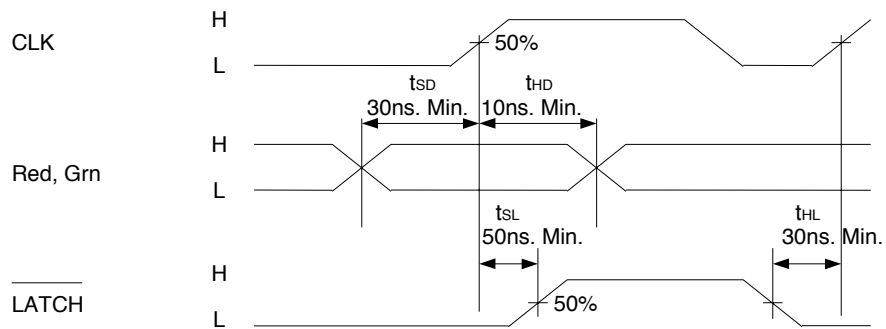 H
CLK
50%
L
tSD
tHD
30ns. Min.
10ns. Min.
H
Red, Grn
L
tSL
tHL
50ns. Min.
30ns. Min.
H
LATCH
50%
L